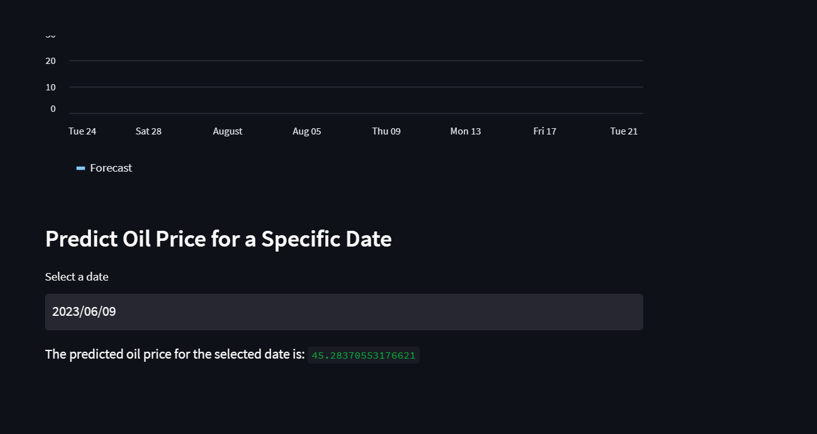 20
10
0
Tue 24 Sat 28 August Aug 05 Thu 09 Mon 13 Fri 17 Tue 21
Forecast
Predict Oil Price for a Specific Date
Select a date
2023/06/09
The predicted oil price for the selected date is: 45.28370553176621